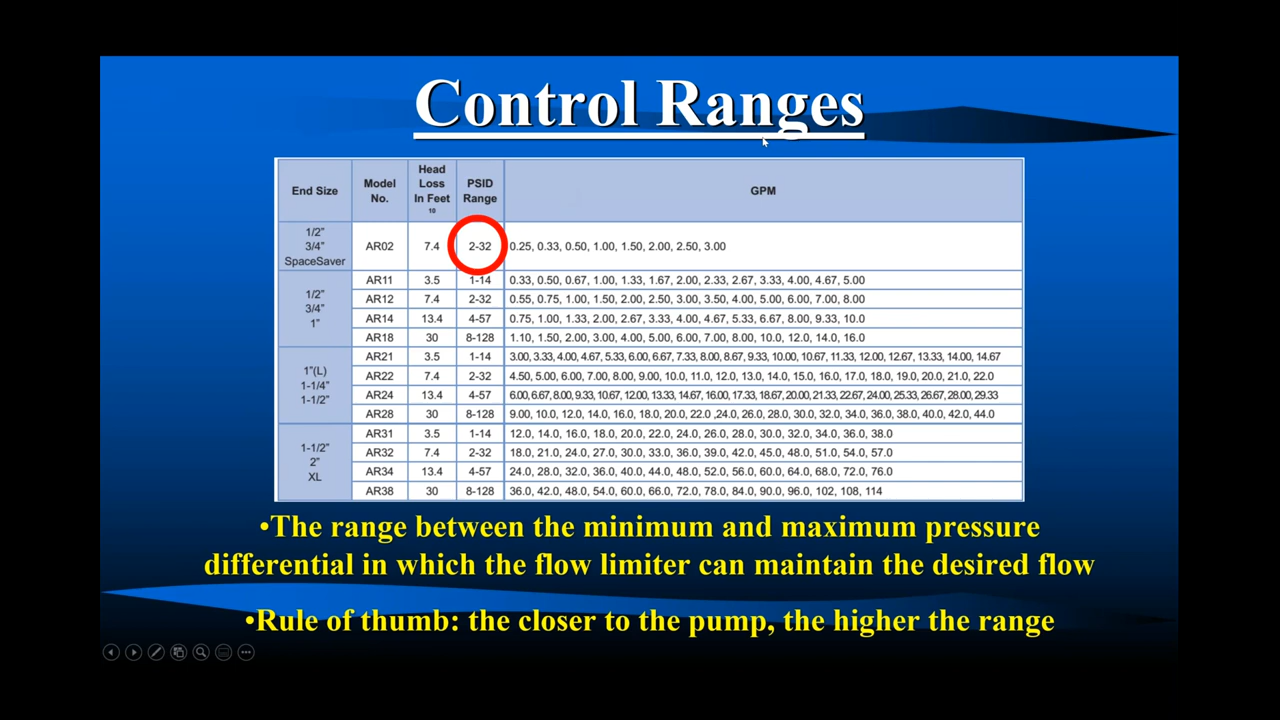 Control Ranges
End Size Model No. Head Loss In Feet 10 PSID Range GPM
1/2" 3/4" SpaceSaver AR02 7.4 2-32 0.25, 0.33, 0.50, 1.00, 1.50, 2.00, 2.50, 3.00
1/2" 3/4" 1" AR11 3.5 1-14 0.33, 0.50, 0.67, 1.00, 1.33, 1.67, 2.00, 2.33, 2.67, 3.33, 4.00, 4.67, 5.00
AR12 7.4 2-32 0.55, 0.75, 1.00, 1.50, 2.00, 2.50, 3.00, 3.50, 4.00, 5.00, 6.00, 7.00, 8.00
AR14 13.4 4-57 0.75, 1.00, 1.33, 2.00, 2.67, 3.33, 4.00, 4.67, 5.33, 6.67, 8.00, 9.33, 10.0
AR18 30 8-128 1.10, 1.50, 2.00, 3.00, 4.00, 5.00, 6.00, 7.00, 8.00, 10.0, 12.0, 14.0, 16.0
1"(L) 1-1/4" 1-1/2" AR21 3.5 1-14 3.00, 3.33, 4.00, 4.67, 5.33, 6.00, 6.67, 7.33, 8.00, 8.67, 9.33, 10.00, 10.67, 11.33, 12.00, 12.67, 13.33, 14.00, 14.67
AR22 7.4 2-32 4.50, 5.00, 6.00, 7.00, 8.00, 9.00, 10.0, 11.0, 12.0, 13.0, 14.0, 15.0, 16.0, 17.0, 18.0, 19.0, 20.0, 21.0, 22.0
AR24 13.4 4-57 6.00, 6.67, 8.00, 9.33, 10.67, 12.00, 13.33, 14.67, 16.00, 17.33, 18.67, 20.00, 21.33, 22.67, 24.00, 25.33, 26.67, 28.00, 29.33
AR28 30 8-128 9.00, 10.0, 12.0, 14.0, 16.0, 18.0, 20.0, 22.0 ,24.0, 26.0, 28.0, 30.0, 32.0, 34.0, 36.0, 38.0, 40.0, 42.0, 44.0
1-1/2" 2" XL AR31 3.5 1-14 12.0, 14.0, 16.0, 18.0, 20.0, 22.0, 24.0, 26.0, 28.0, 30.0, 32.0, 34.0, 36.0, 38.0
AR32 7.4 2-32 18.0, 21.0, 24.0, 27.0, 30.0, 33.0, 36.0, 39.0, 42.0, 45.0, 48.0, 51.0, 54.0, 57.0
AR34 13.4 4-57 24.0, 28.0, 32.0, 36.0, 40.0, 44.0, 48.0, 52.0, 56.0, 60.0, 64.0, 68.0, 72.0, 76.0
AR38 30 8-128 36.0, 42.0, 48.0, 54.0, 60.0, 66.0, 72.0, 78.0, 84.0, 90.0, 96.0, 102, 108, 114
•The range between the minimum and maximum pressure
differential in which the flow limiter can maintain the desired flow
•Rule of thumb: the closer to the pump, the higher the range